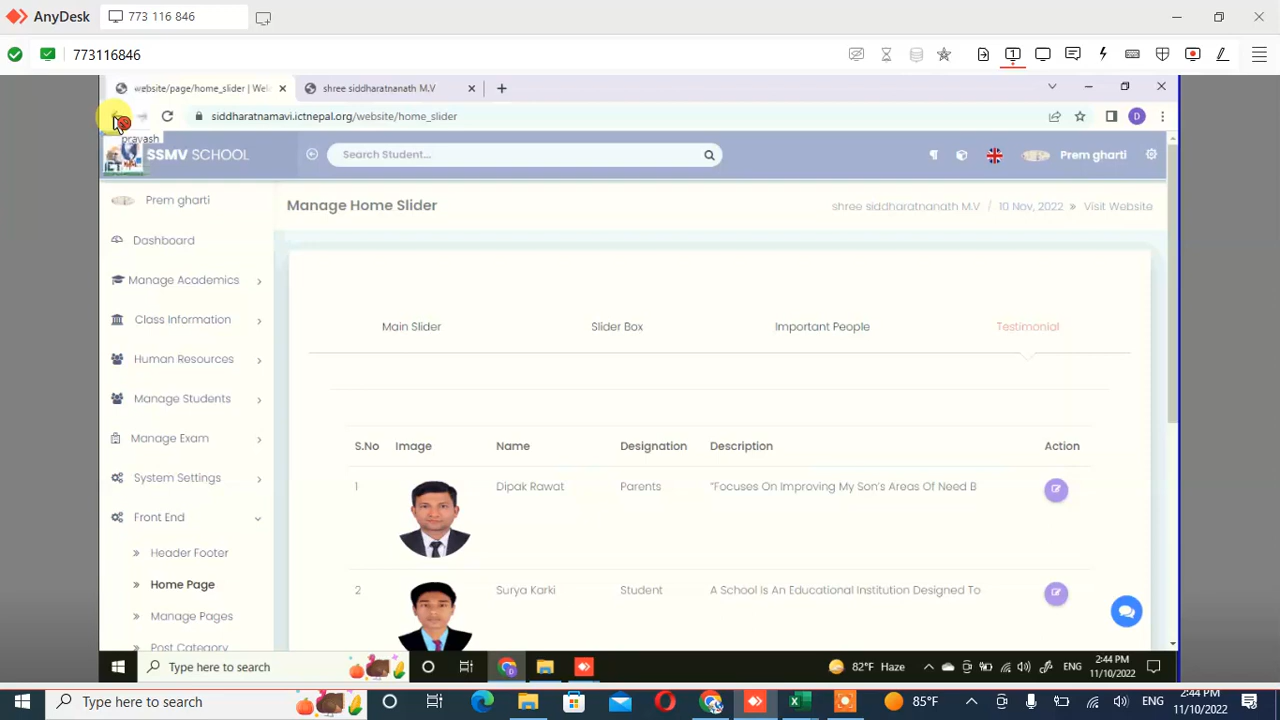 AnyDesk
773 116 846
773116846
website/page/home_slider | Wel
shree siddharatnanath M.V
siddharatnamavi.ictnepal.org/website/home_slider
pravash
ICT
SSMV SCHOOL
Search Student...
Prem gharti
Prem gharti
Manage Home Slider
shree siddharatnanath M.V / 10 Nov, 2022 » Visit Website
Dashboard
Manage Academics
Class Information
Human Resources
Manage Students
Manage Exam
System Settings
Front End
Header Footer
Home Page
Manage Pages
Post Category
Main Slider
Slider Box
Important People
Testimonial
S.No Image Name Designation Description Action
1 Dipak Rawat Parents "Focuses On Improving My Son's Areas Of Need B
2 Surya Karki Student A School Is An Educational Institution Designed To
Type here to search
82°F Haze
ENG
2:44 PM
11/10/2022
Type here to search
85°F
ENG
2:44 PM
11/10/2022